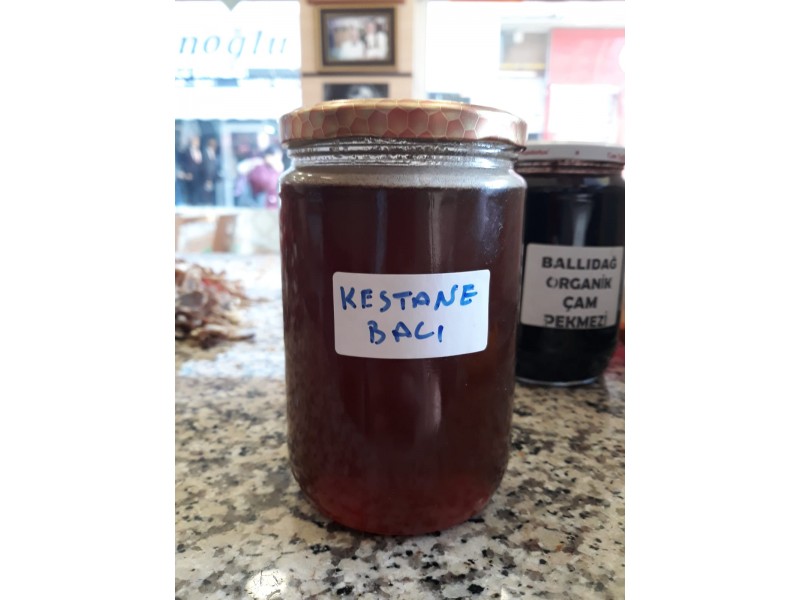 noğlu
KESTANE
BALI
BALLIDAĞ
ORGANİK
ÇAM
PEKMEZİ